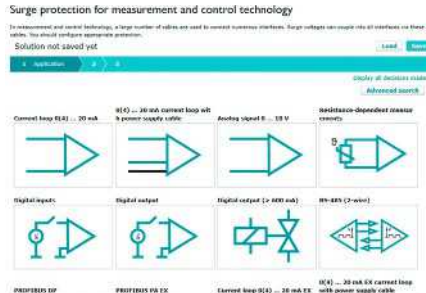 Surge protection for measurement and control technology
In measurement and control technology, a large number of cables are used to connect numerous interfaces. Surge voltages can couple into all interfaces via these
cables. You should configure appropriate protection.
Solution not saved yet
Load
Save
1 Application
2
3
Display all decisions made
Advanced search
Current loop 0(4) ... 20 mA
0(4) ... 20 mA current loop wit
h power supply cable
Analog signal 0 ... 10 V
Resistance-dependent measur
ements
Digital inputs
Digital output
Digital output (> 600 mA)
RS-485 (2-wire)
PROFIBUS DP
PROFIBUS PA EX
Current loop 0(4) ... 20 mA EX
0(4) ... 20 mA EX current loop
with power supply cable